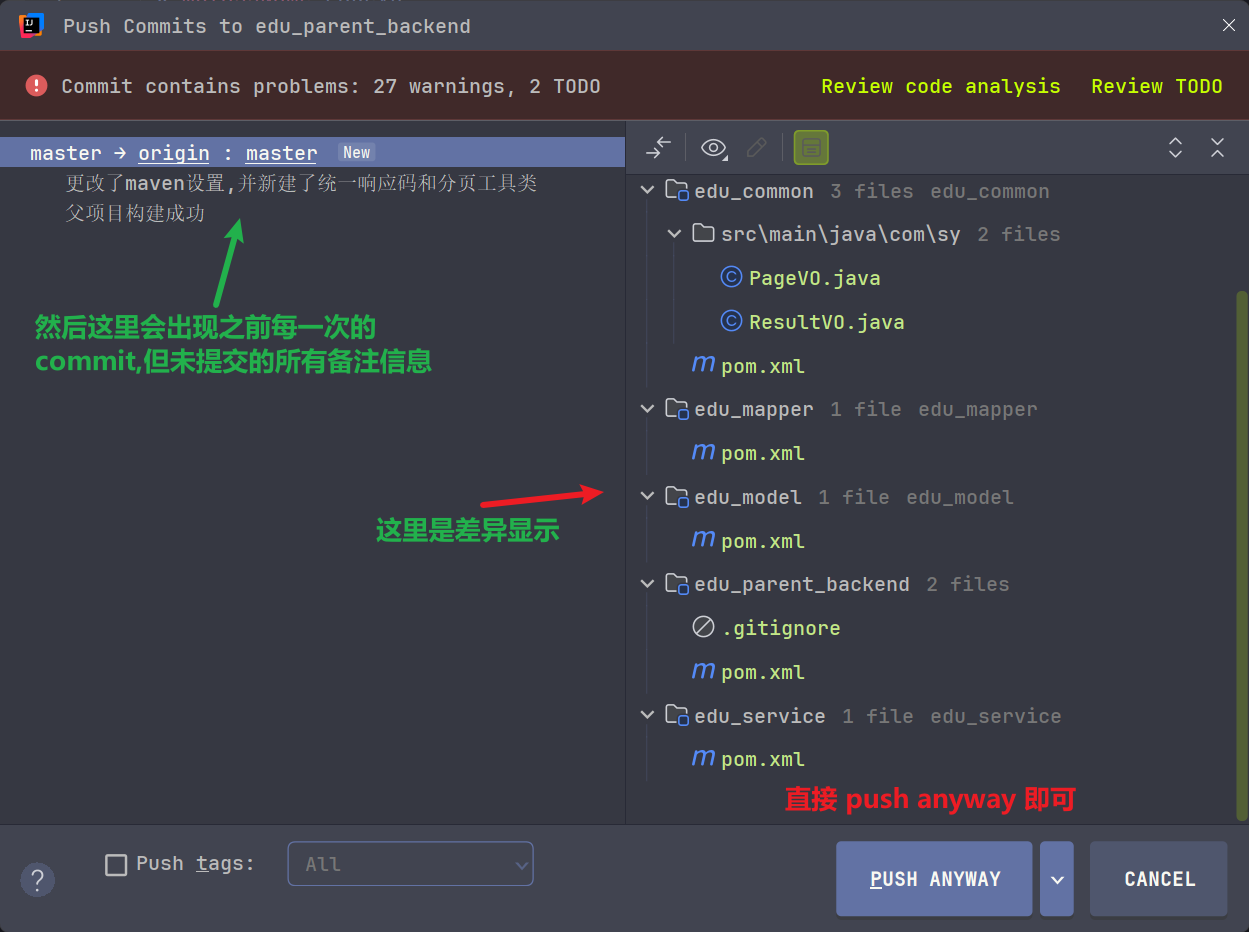 Push Commits to edu_parent_backend
Commit contains problems: 27 warnings, 2 TODO
Review code analysis
Review TODO
master → origin : master New
更改了maven设置,并新建了统一响应码和分页工具类
父项目构建成功
然后这里会出现之前每一次的
commit,但未提交的所有备注信息
这里是差异显示
edu_common 3 files edu_common
src\main\java\com\sy 2 files
PageVO.java
ResultVO.java
pom.xml
edu_mapper 1 file edu_mapper
pom.xml
edu_model 1 file edu_model
pom.xml
edu_parent_backend 2 files
.gitignore
pom.xml
edu_service 1 file edu_service
pom.xml
直接 push anyway 即可
Push tags:
All
PUSH ANYWAY
CANCEL